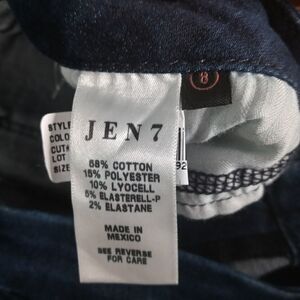 8
STYLE
COLO
CUT#
LOT
SIZE
92
JEN7
68% COTTON
15% POLYESTER
10% LYOCELL
5% ELASTERELL-P
2% ELASTANE
MADE IN
MEXICO
SEE REVERSE
FOR CARE